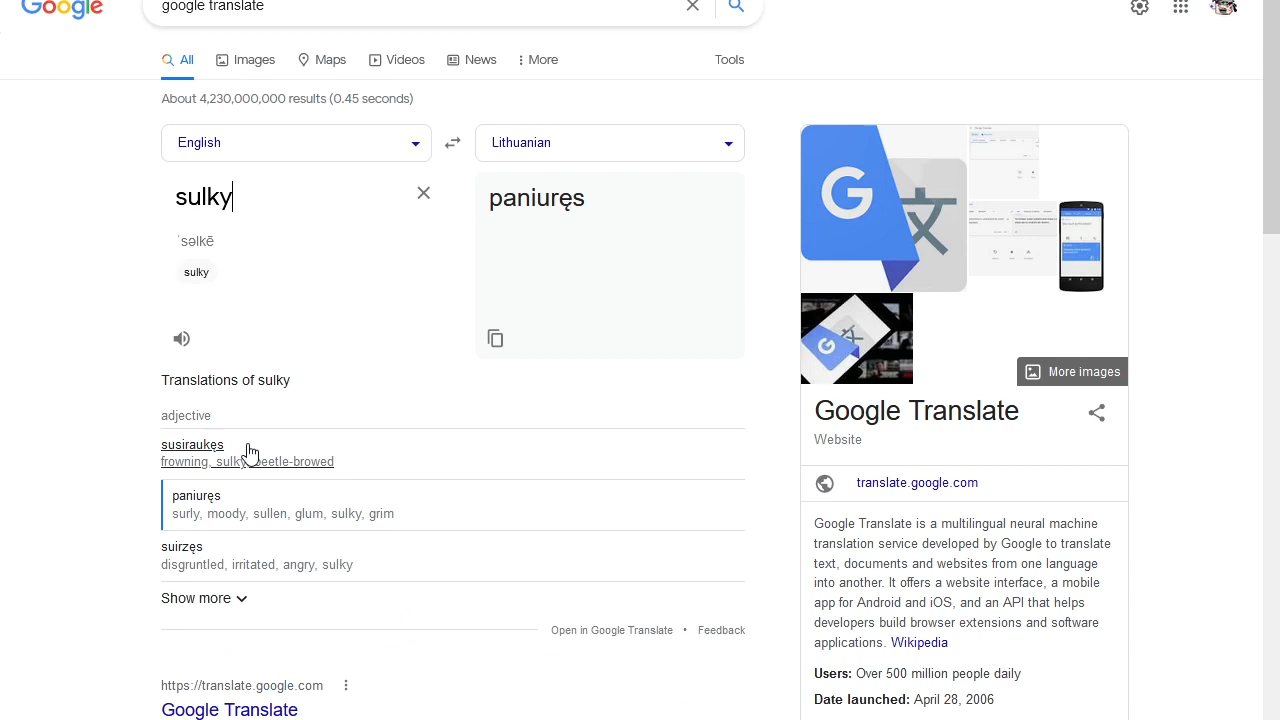 Google
google translate
All
Images
Maps
Videos
News
More
Tools
About 4,230,000,000 results (0.45 seconds)
English
Lithuanian
sulky
paniuręs
ˈsəlkē
sulky
Translations of sulky
adjective
susiraukęs
frowning, sulky, beetle-browed
paniuręs
surly, moody, sullen, glum, sulky, grim
suirzęs
disgruntled, irritated, angry, sulky
Show more
Open in Google Translate • Feedback
https://translate.google.com
Google Translate
G 文
G
More images
Google Translate
Website
translate.google.com
Google Translate is a multilingual neural machine
translation service developed by Google to translate
text, documents and websites from one language
into another. It offers a website interface, a mobile
app for Android and iOS, and an API that helps
developers build browser extensions and software
applications. Wikipedia
Users: Over 500 million people daily
Date launched: April 28, 2006